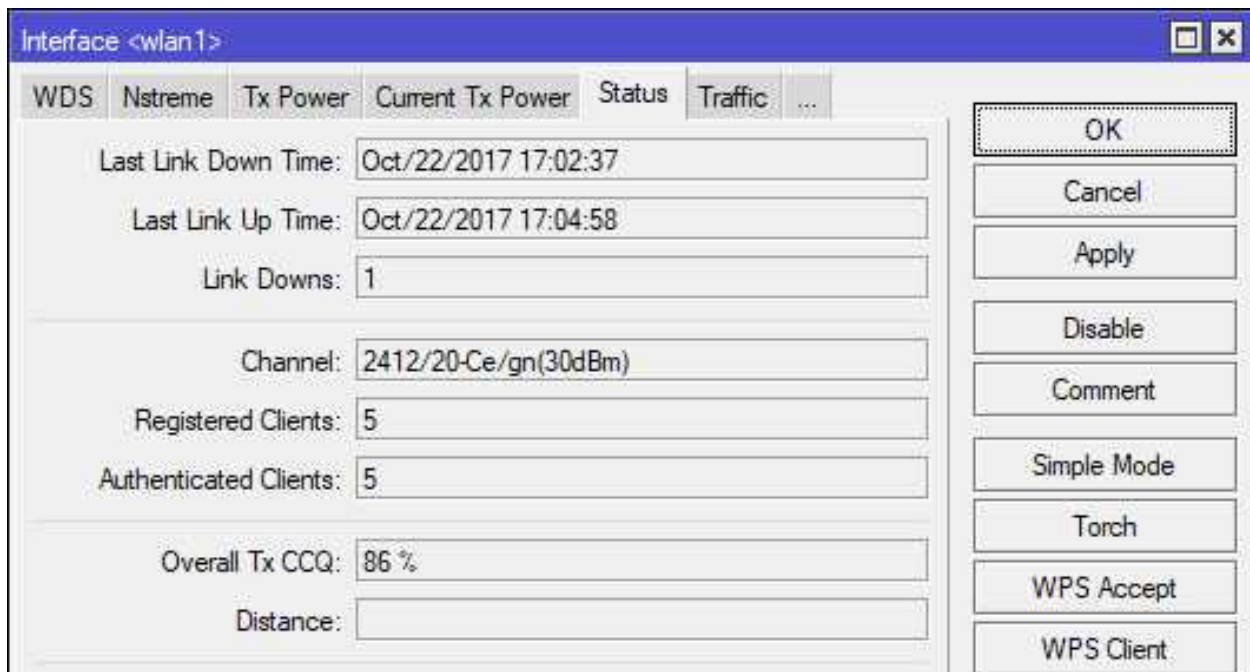 Interface <wlan1>
WDS Nstreme Tx Power Current Tx Power Status Traffic ...
Last Link Down Time: Oct/22/2017 17:02:37
Last Link Up Time: Oct/22/2017 17:04:58
Link Downs: 1
Channel: 2412/20-Ce/gn(30dBm)
Registered Clients: 5
Authenticated Clients: 5
Overall Tx CCQ: 86 %
Distance:
OK
Cancel
Apply
Disable
Comment
Simple Mode
Torch
WPS Accept
WPS Client